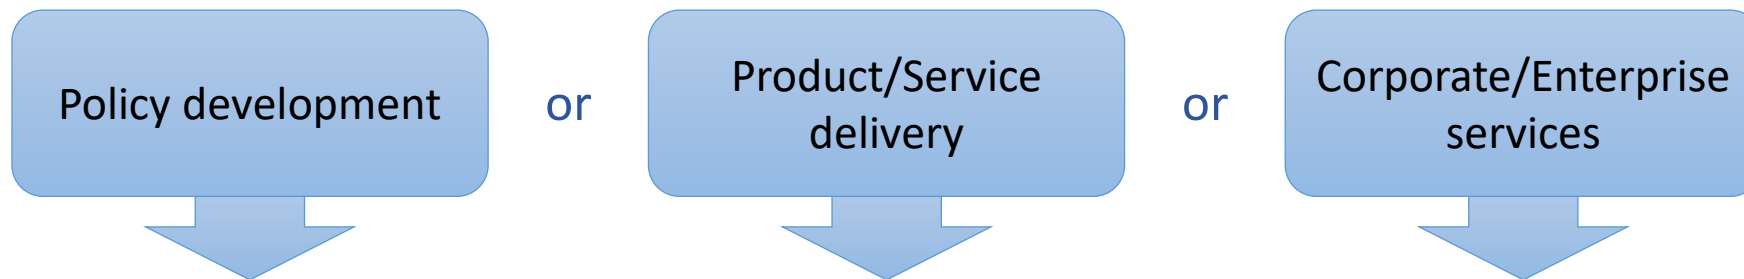 Policy development
or
Product/Service
delivery
or
Corporate/Enterprise
services